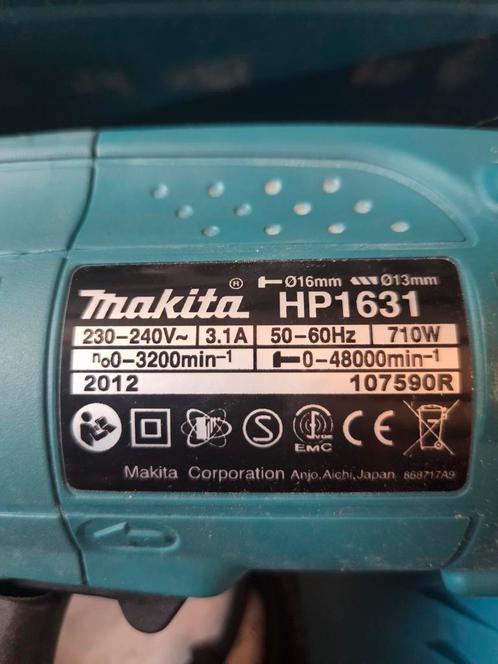 Ø16mm Ø13mm
makita® HP1631
230-240V~ 3.1A 50-60Hz 710W
n₀0-3200min⁻¹ 0-48000min⁻¹
2012 107590R
EMC
CE
Makita Corporation Anjo, Aichi, Japan 868717A9